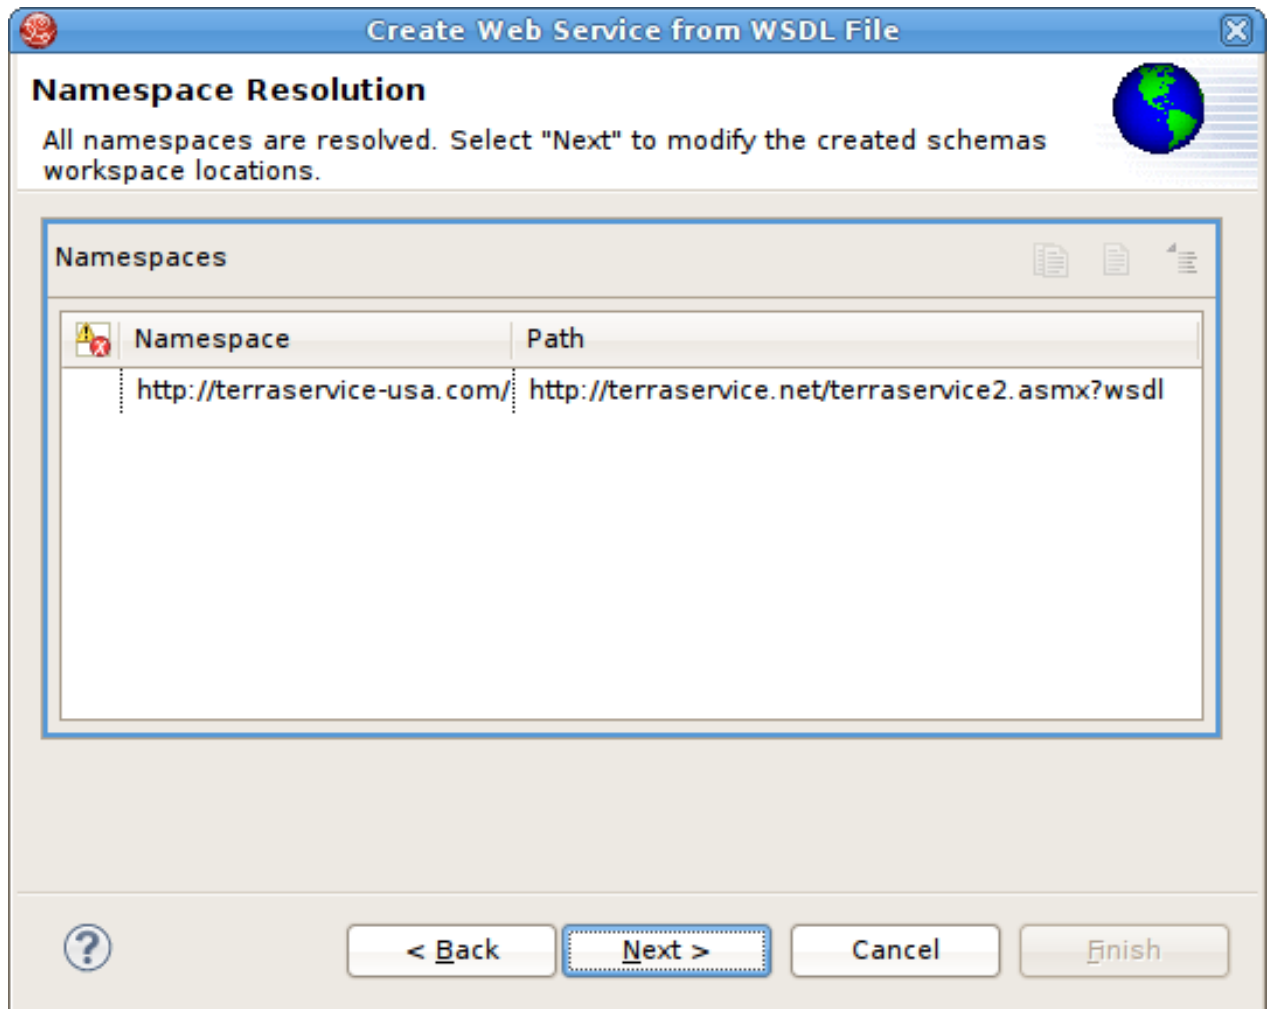 Create Web Service from WSDL File
Namespace Resolution
All namespaces are resolved. Select "Next" to modify the created schemas
workspace locations.
Namespaces
Namespace Path
http://terraservice-usa.com/ http://terraservice.net/terraservice2.asmx?wsdl
< Back Next > Cancel Finish